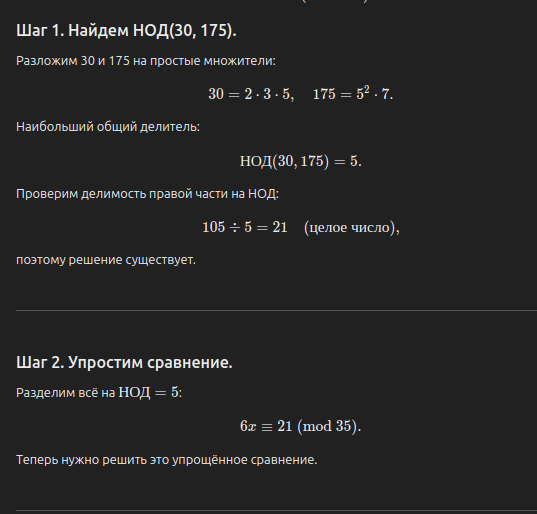 Шаг 1. Найдем НОД(30, 175).
Разложим 30 и 175 на простые множители:
30 = 2 · 3 · 5, 175 = 5² · 7.
Наибольший общий делитель:
НОД(30, 175) = 5.
Проверим делимость правой части на НОД:
105 ÷ 5 = 21 (целое число),
поэтому решение существует.
Шаг 2. Упростим сравнение.
Разделим всё на НОД = 5:
6x ≡ 21 (mod 35).
Теперь нужно решить это упрощённое сравнение.